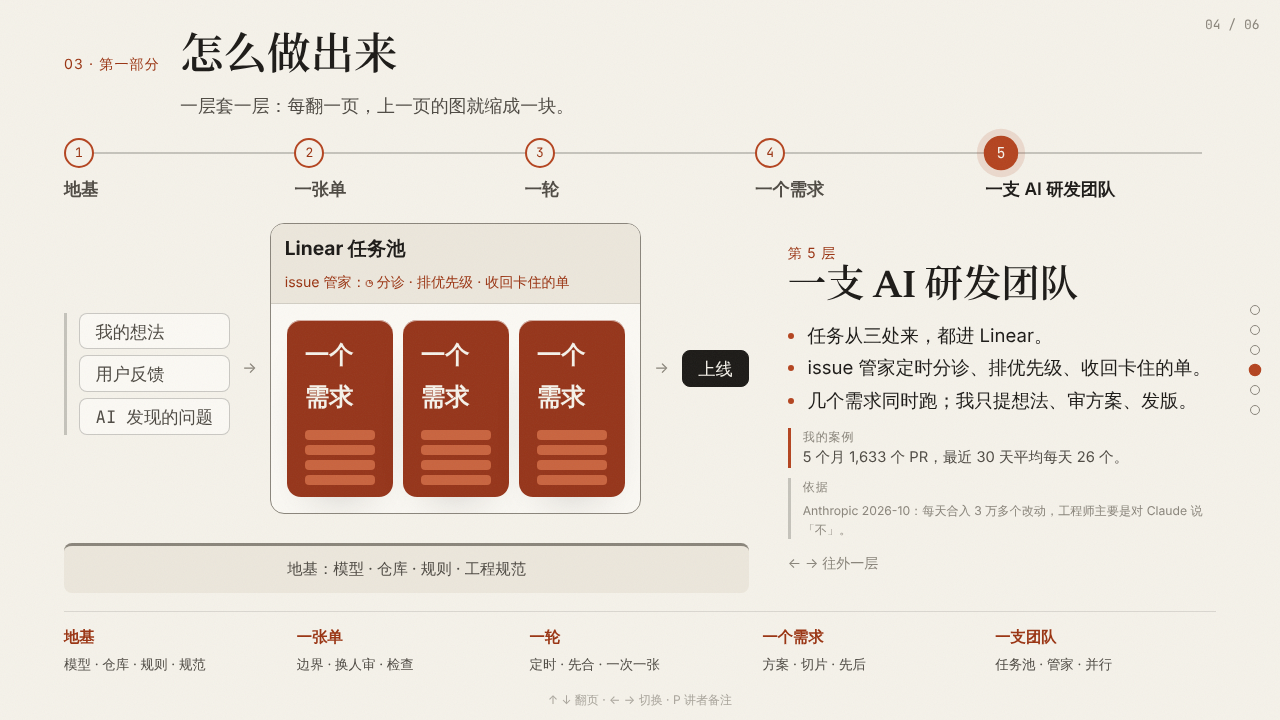 04 / 06
03 · 第一部分
怎么做出来
一层套一层：每翻一页，上一页的图就缩成一块。
1
2
3
4
5
地基
一张单
一轮
一个需求
一支 AI 研发团队
Linear 任务池
issue 管家：◔ 分诊 · 排优先级 · 收回卡住的单
我的想法
用户反馈
AI 发现的问题
→
一个
需求
一个
需求
一个
需求
→
上线
地基：模型 · 仓库 · 规则 · 工程规范
第 5 层
一支 AI 研发团队
• 任务从三处来，都进 Linear。
• issue 管家定时分诊、排优先级、收回卡住的单。
• 几个需求同时跑；我只提想法、审方案、发版。
我的案例
5 个月 1,633 个 PR，最近 30 天平均每天 26 个。
依据
Anthropic 2026-10：每天合入 3 万多个改动，工程师主要是对 Claude 说
「不」。
← → 往外一层
地基
模型 · 仓库 · 规则 · 规范
一张单
边界 · 换人审 · 检查
一轮
定时 · 先合 · 一次一张
一个需求
方案 · 切片 · 先后
一支团队
任务池 · 管家 · 并行
↑ ↓ 翻页 · ← → 切换 · P 讲者备注